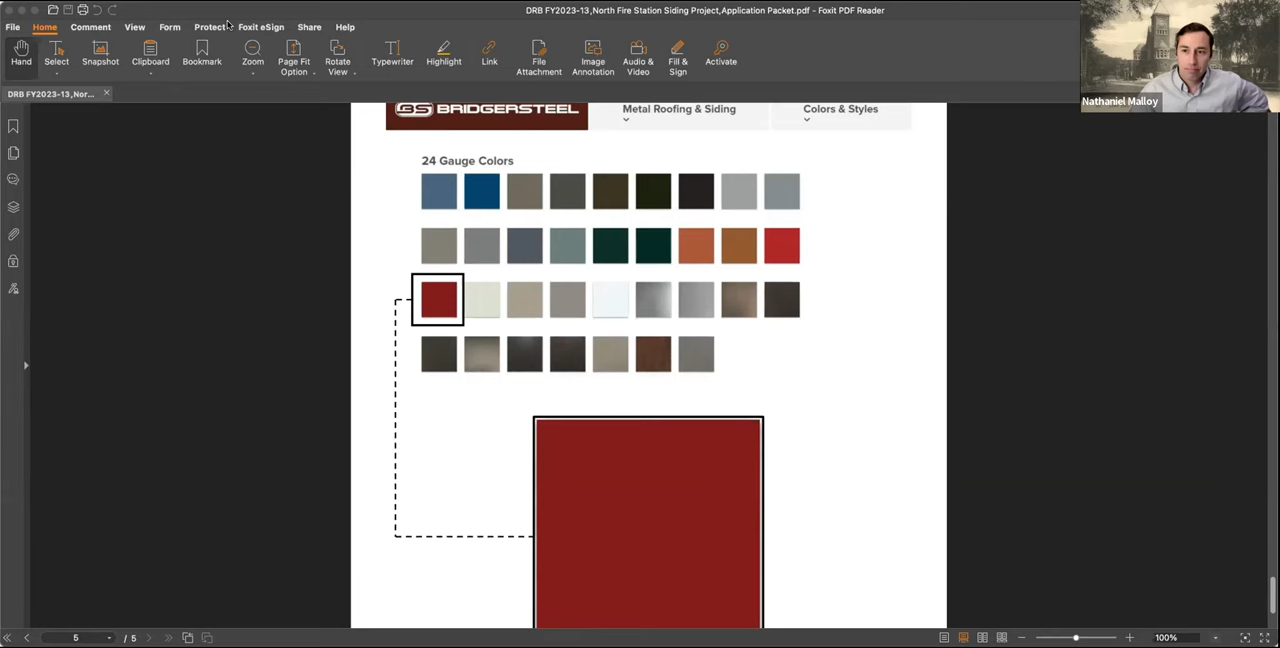 DRB FY2023-13,North Fire Station Siding Project,Application Packet.pdf - Foxit PDF Reader
File Home Comment View Form Protect Foxit eSign Share Help
Hand Select Snapshot Clipboard Bookmark Zoom Page Fit Option Rotate View Typewriter Highlight Link File Attachment Image Annotation Audio & Video Fill & Sign Activate
Nathaniel Malloy
DRB FY2023-13,Nor...
BS BRIDGERSTEEL Metal Roofing & Siding Colors & Styles
24 Gauge Colors
5 / 5 100%